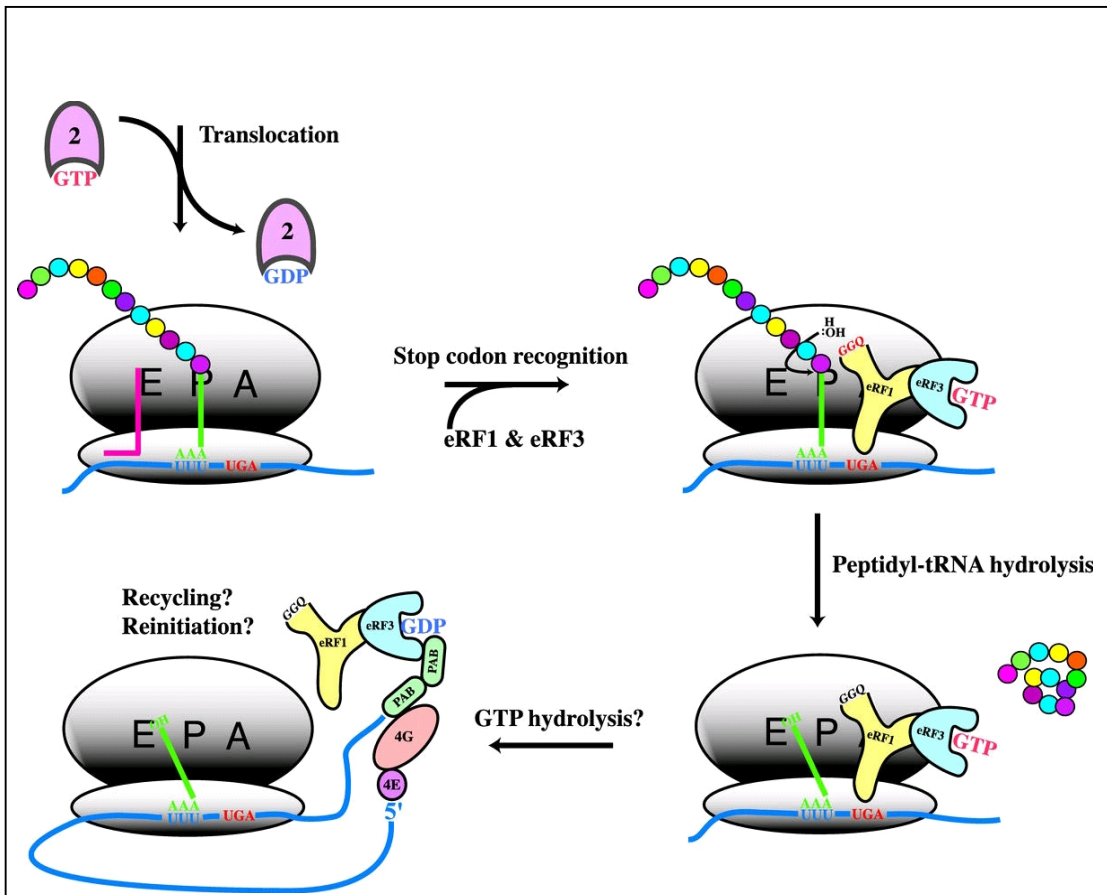 2
GTP
Translocation
2
GDP
E P A
AAA
UUU UGA
Stop codon recognition
eRF1 & eRF3
H
:OH
GGQ
E P A
eRF1
eRF3
GTP
AAA
UUU UGA
Peptidyl-tRNA hydrolysis
Recycling?
Reinitiation?
GGQ
eRF1
eRF3
GDP
PAB
PAB
4G
4E
5'
OH
E P A
AAA
UUU UGA
GTP hydrolysis?
GGQ
OH
E P
eRF1
eRF3
GTP
AAA
UUU UGA